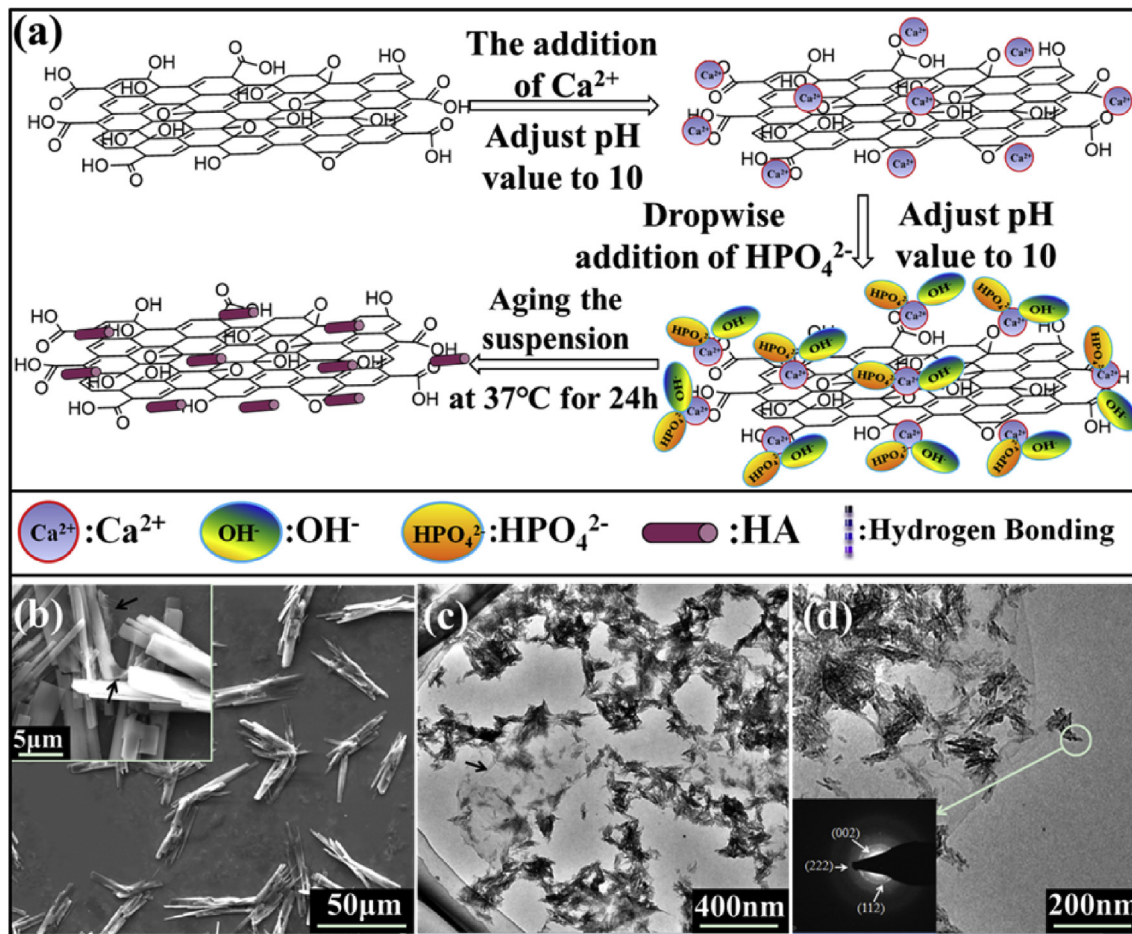 (a)
The addition
of Ca²⁺
Adjust pH
value to 10
Dropwise
addition of HPO₄²⁻
Adjust pH
value to 10
Aging the
suspension
at 37°C for 24h
Ca²⁺ :Ca²⁺
OH⁻ :OH⁻
HPO₄²⁻ :HPO₄²⁻
:HA
:Hydrogen Bonding
(b)
5μm
50μm
(c)
400nm
(d)
(002)
(222)
(112)
200nm